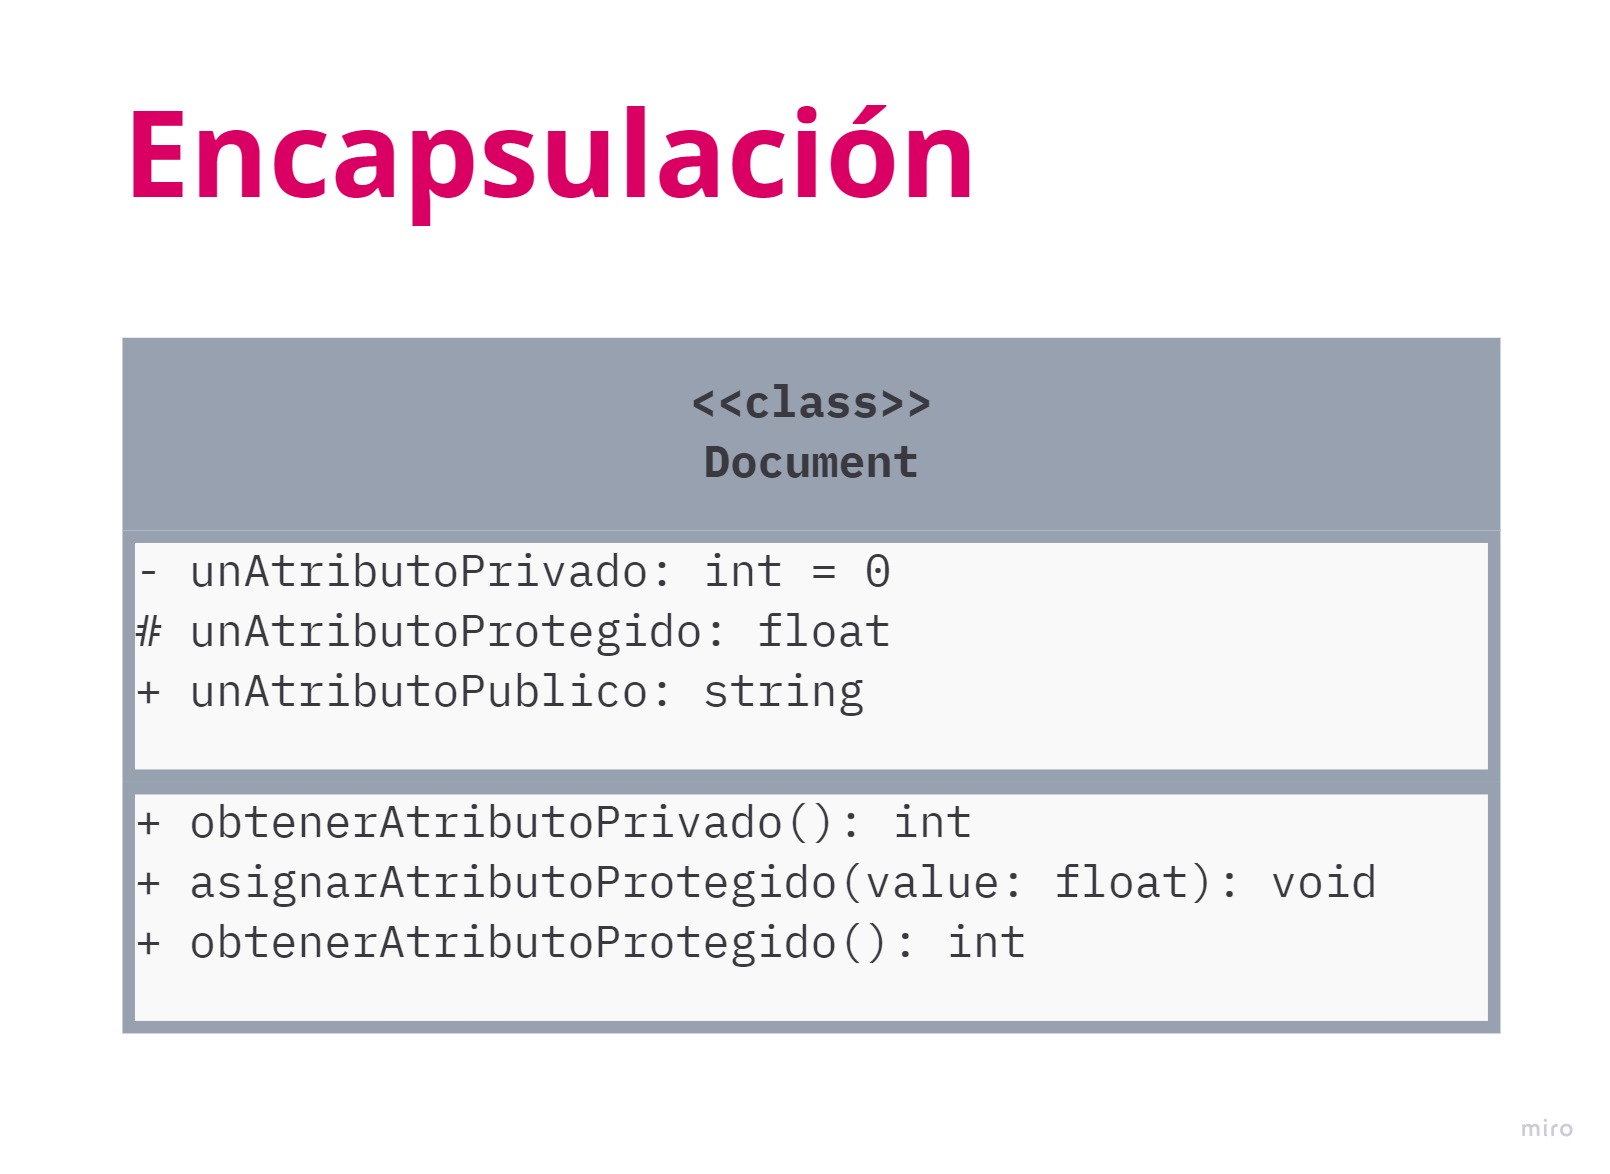 Encapsulación
<<class>>
Document
- unAtributoPrivado: int = 0
# unAtributoProtegido: float
+ unAtributoPublico: string
+ obtenerAtributoPrivado(): int
+ asignarAtributoProtegido(value: float): void
+ obtenerAtributoProtegido(): int
miro